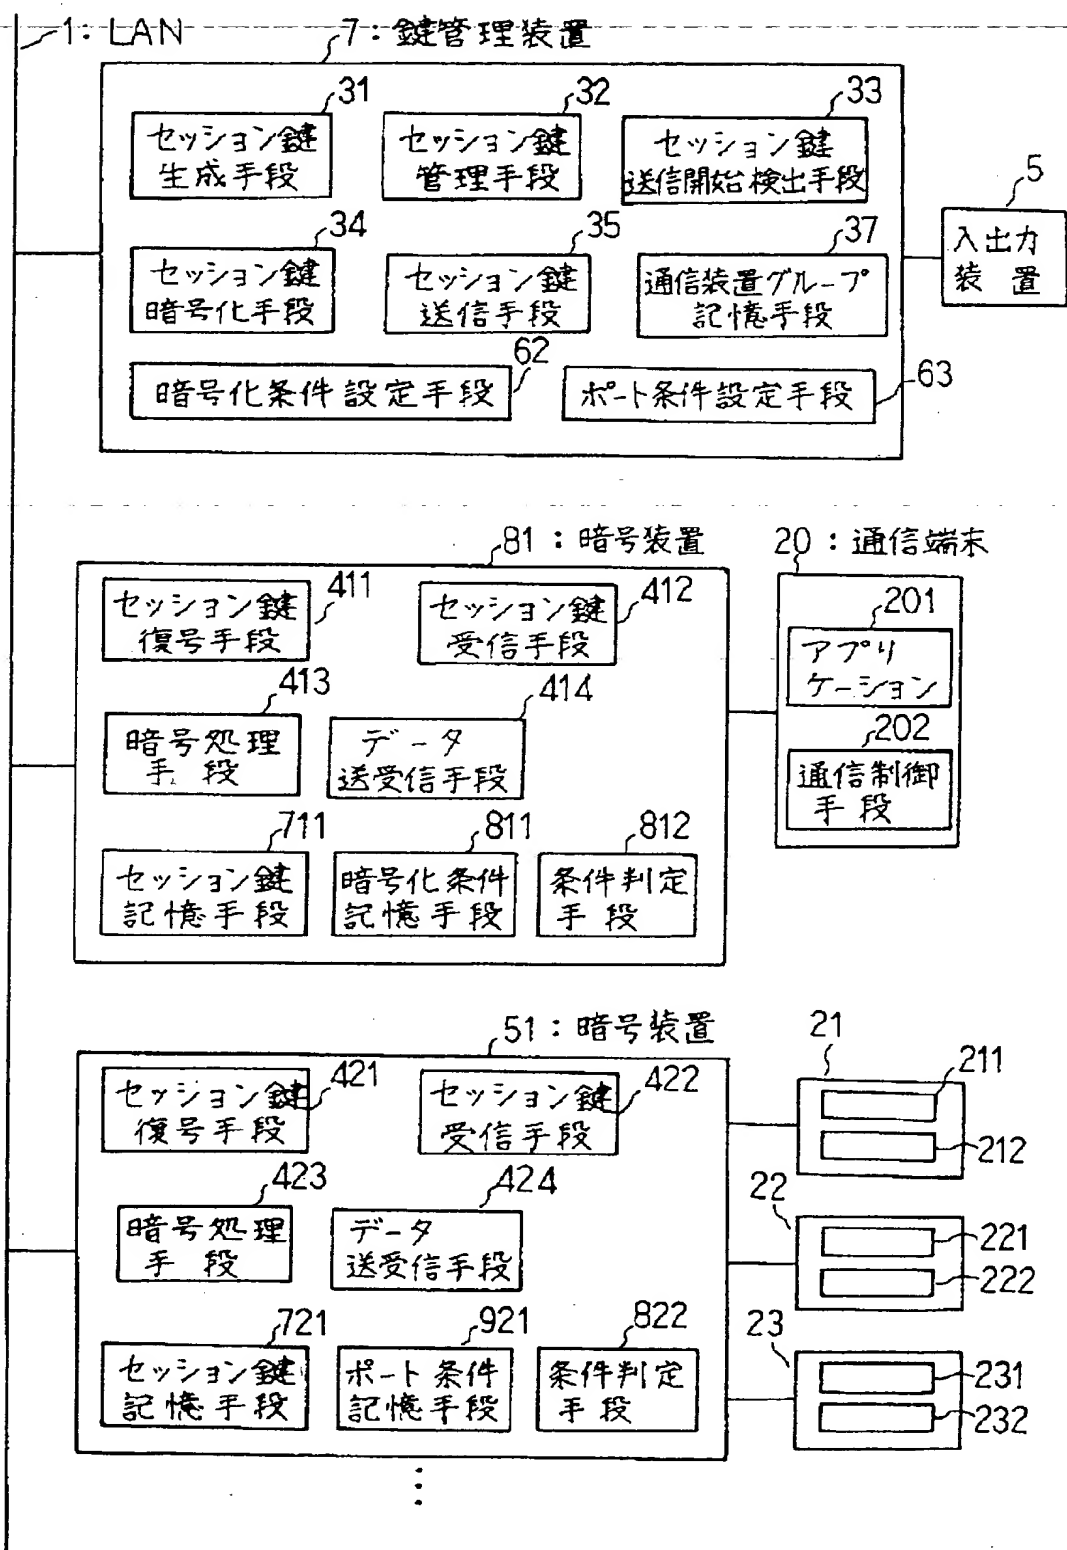 1: LAN
7: 鍵管理装置
31
セッション鍵
生成手段
32
セッション鍵
管理手段
33
セッション鍵
送信開始検出手段
5
入出力
装置
34
セッション鍵
暗号化手段
35
セッション鍵
送信手段
37
通信装置グループ
記憶手段
62
暗号化条件設定手段
63
ポート条件設定手段
81: 暗号装置
20: 通信端末
411
セッション鍵
復号手段
412
セッション鍵
受信手段
201
アプリ
ケーション
413
暗号処理
手段
414
データ
送受信手段
202
通信制御
手段
711
セッション鍵
記憶手段
811
暗号化条件
記憶手段
812
条件判定
手段
51: 暗号装置
21
211
212
421
セッション鍵
復号手段
422
セッション鍵
受信手段
423
暗号処理
手段
424
データ
送受信手段
22
221
222
721
セッション鍵
記憶手段
921
ポート条件
記憶手段
822
条件判定
手段
23
231
232